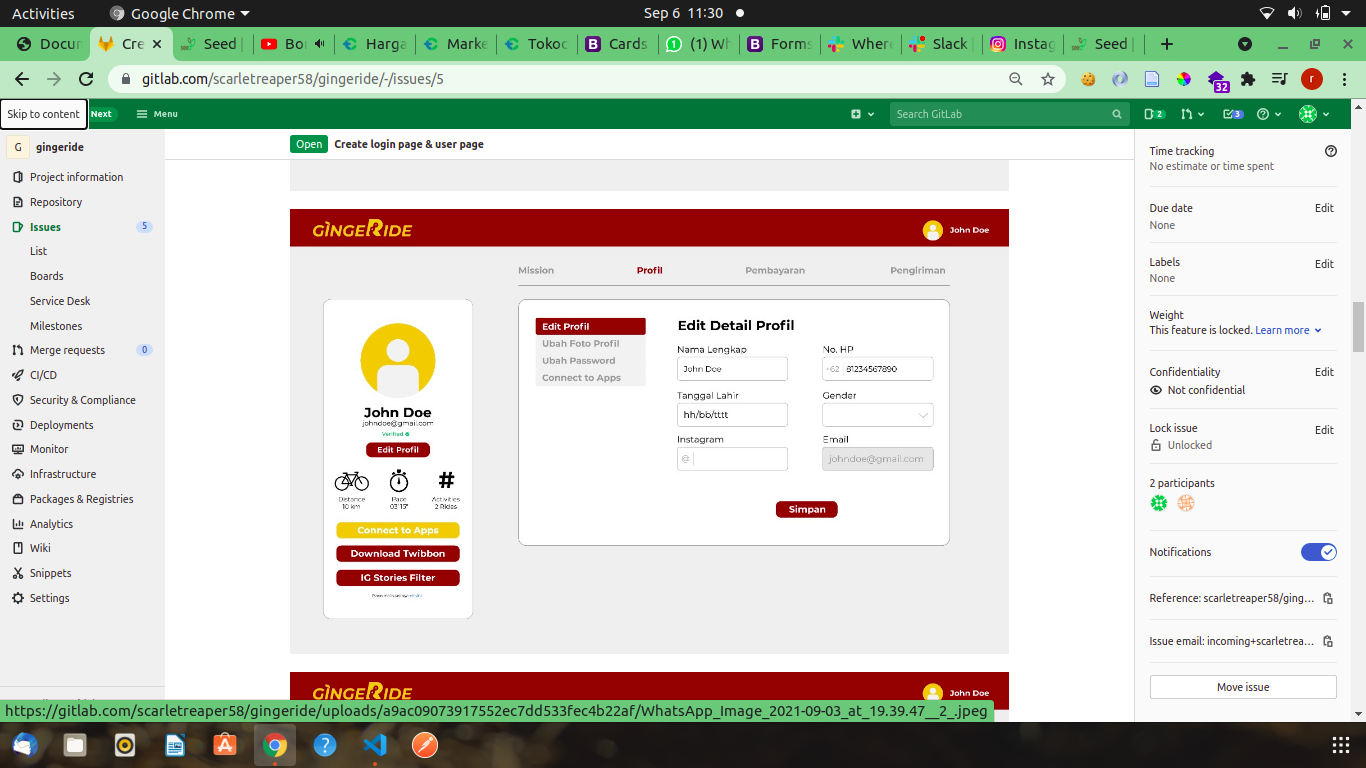 Activities
Google Chrome
Sep 6 11:30
Docur
Cre
Seed
Bo
Harga
Marke
Tokoc
Cards
(1) Wh
Forms
Where
Slack
Instag
Seed
gitlab.com/scarletreaper58/gingeride/-/issues/5
32
r
Skip to content
Next
Menu
Search GitLab
2
3
G gingeride
Open Create login page & user page
Project information
Repository
Issues 5
List
Boards
Service Desk
Milestones
Merge requests 0
CI/CD
Security & Compliance
Deployments
Monitor
Infrastructure
Packages & Registries
Analytics
Wiki
Snippets
Settings
GINGERIDE
John Doe
Mission Profil Pembayaran Pengiriman
John Doe
johndoe@gmail.com
Verified
Edit Profil
Distance
10 km
Pace
03'15"
Activities
2 Rides
Connect to Apps
Download Twibbon
IG Stories Filter
Edit Profil
Ubah Foto Profil
Ubah Password
Connect to Apps
Edit Detail Profil
Nama Lengkap
John Doe
No. HP
+62 81234567890
Tanggal Lahir
hh/bb/tttt
Gender
Instagram
@
Email
johndoe@gmail.com
Simpan
GINGERIDE
John Doe
Time tracking
No estimate or time spent
Due date Edit
None
Labels Edit
None
Weight
This feature is locked. Learn more
Confidentiality Edit
Not confidential
Lock issue Edit
Unlocked
2 participants
Notifications
Reference: scarletreaper58/ging...
Issue email: incoming+scarletrea...
Move issue
https://gitlab.com/scarletreaper58/gingeride/uploads/a9ac09073917552ec7dd533fec4b22af/WhatsApp_Image_2021-09-03_at_19.39.47__2_.jpeg